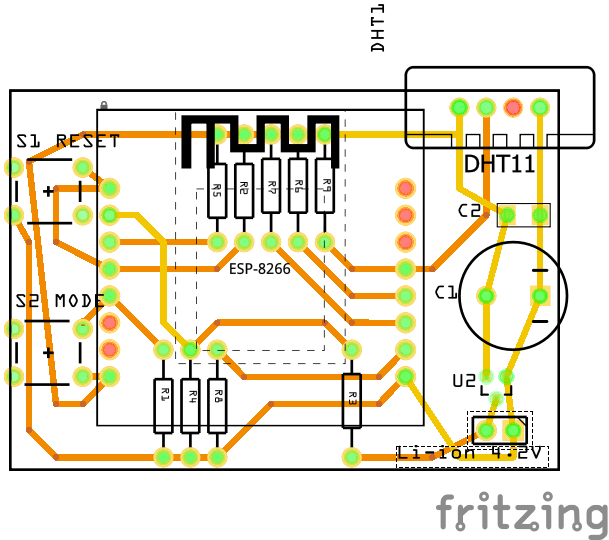 DHT1
S1 RESET
DHT11
R5
R2
R7
R6
R9
C2
ESP-8266
S2 MODE
C1
U2
R1
R4
R8
R3
Li-Ion 4.2V
fritzing